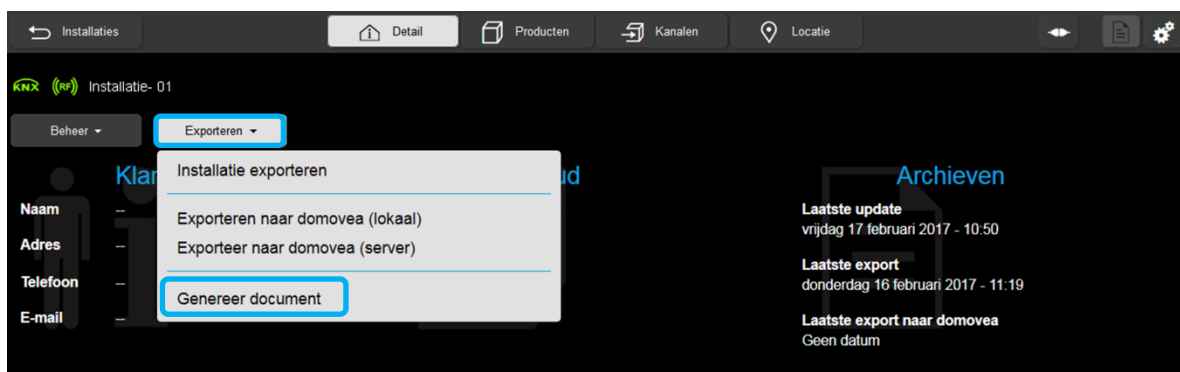 Installaties
Detail
Producten
Kanalen
Locatie
KNX ((RF)) Installatie- 01
Beheer
Exporteren
Installatie exporteren
Exporteren naar domovea (lokaal)
Exporteer naar domovea (server)
Genereer document
Klan
ud
Naam --
Adres --
Telefoon --
E-mail --
Archieven
Laatste update
vrijdag 17 februari 2017 - 10:50
Laatste export
donderdag 16 februari 2017 - 11:19
Laatste export naar domovea
Geen datum